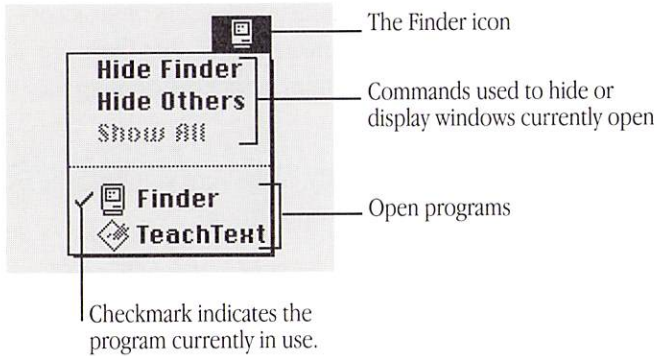 The Finder icon
Hide Finder
Hide Others
Show All
Commands used to hide or
display windows currently open
Finder
TeachText
Open programs
Checkmark indicates the
program currently in use.